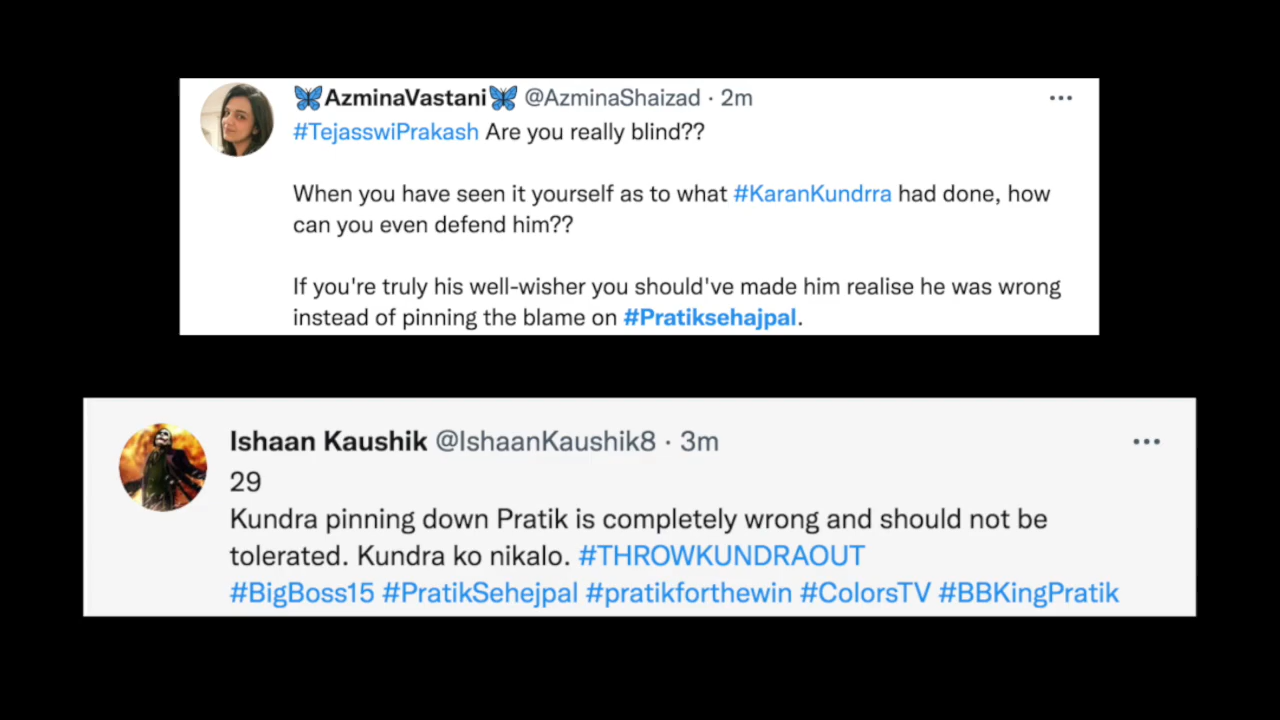 🦋AzminaVastani🦋 @AzminaShaizad · 2m
#TejasswiPrakash Are you really blind??
When you have seen it yourself as to what #KaranKundrra had done, how
can you even defend him??
If you're truly his well-wisher you should've made him realise he was wrong
instead of pinning the blame on #Pratiksehajpal.
Ishaan Kaushik @IshaanKaushik8 · 3m
29
Kundra pinning down Pratik is completely wrong and should not be
tolerated. Kundra ko nikalo. #THROWKUNDRAOUT
#BigBoss15 #PratikSehejpal #pratikforthewin #ColorsTV #BBKingPratik